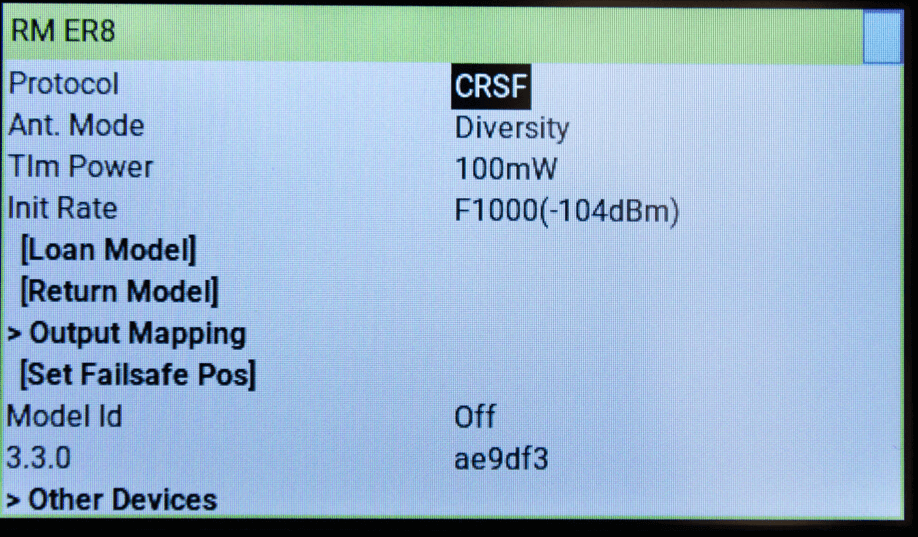 RM ER8
Protocol CRSF
Ant. Mode Diversity
Tlm Power 100mW
Init Rate F1000(-104dBm)
[Loan Model]
[Return Model]
> Output Mapping
[Set Failsafe Pos]
Model Id Off
3.3.0 ae9df3
> Other Devices